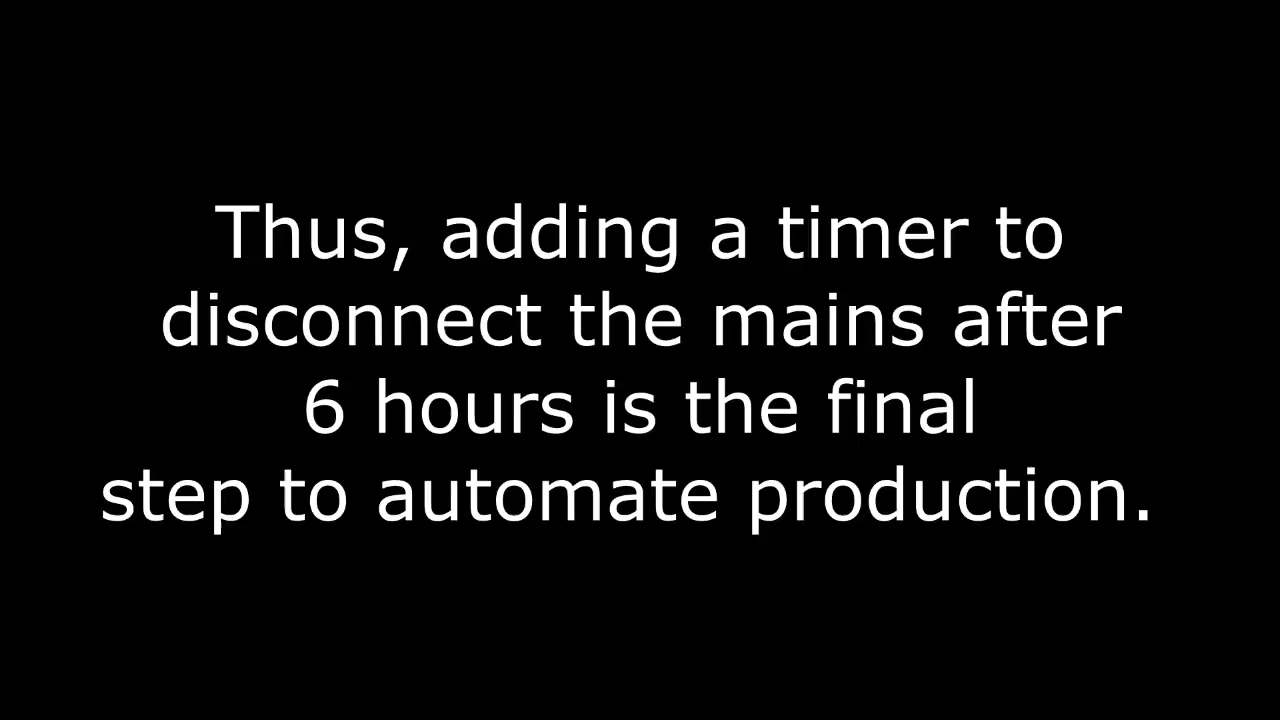 Thus, adding a timer to
disconnect the mains after
6 hours is the final
step to automate production.